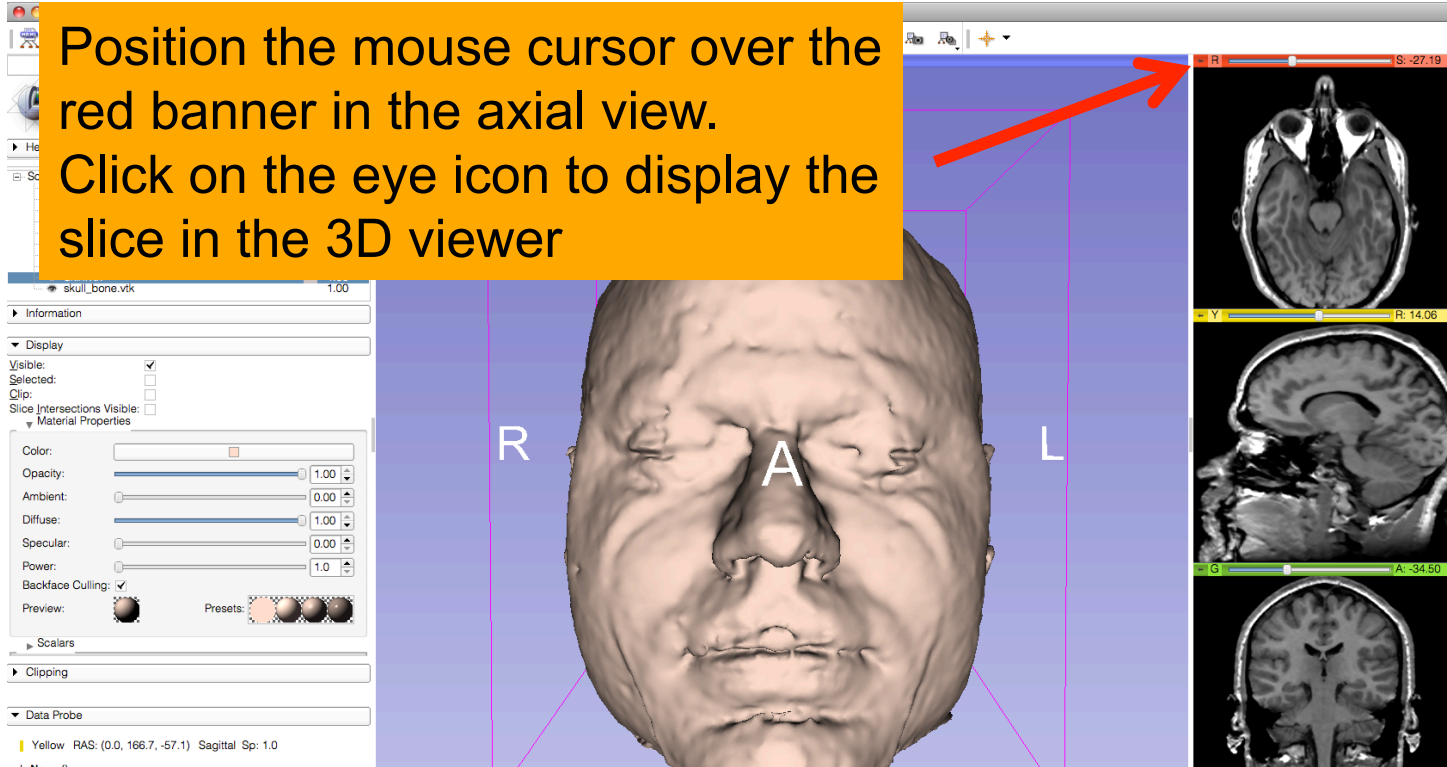 Position the mouse cursor over the
red banner in the axial view.
Click on the eye icon to display the
slice in the 3D viewer
R S: -27.19
He
Sc
skull_bone.vtk 1.00
Information
Y R: 14.06
Display
Visible:
Selected:
Clip:
Slice Intersections Visible:
Material Properties
Color:
R A L
Opacity: 1.00
Ambient: 0.00
Diffuse: 1.00
Specular: 0.00
Power: 1.0
G A: -34.50
Backface Culling:
Preview: Presets:
Scalars
Clipping
Data Probe
Yellow RAS: (0.0, 166.7, -57.1) Sagittal Sp: 1.0